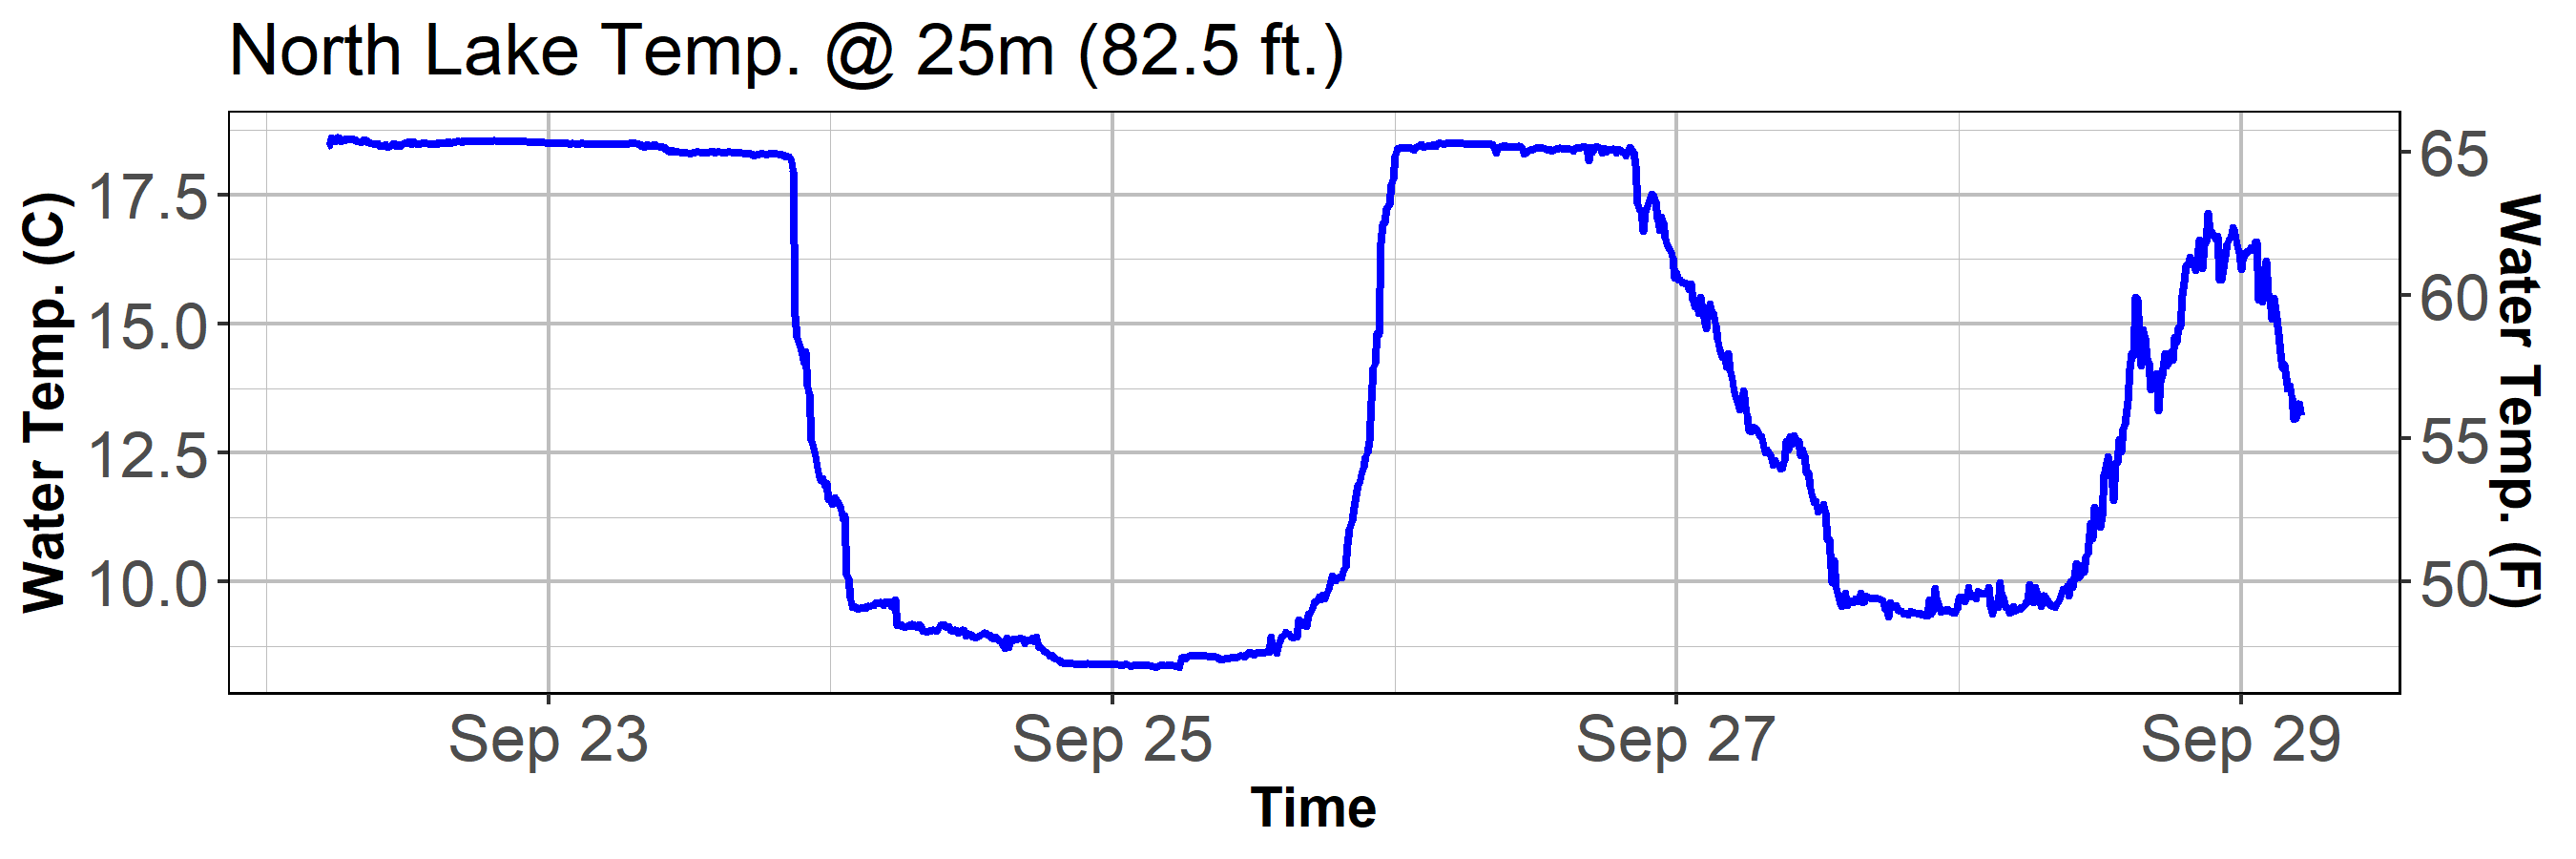 North Lake Temp. @ 25m (82.5 ft.)
Water Temp. (C)
17.5
15.0
12.5
10.0
65
60
55
50
Water Temp. (F)
Sep 23 Sep 25 Sep 27 Sep 29
Time